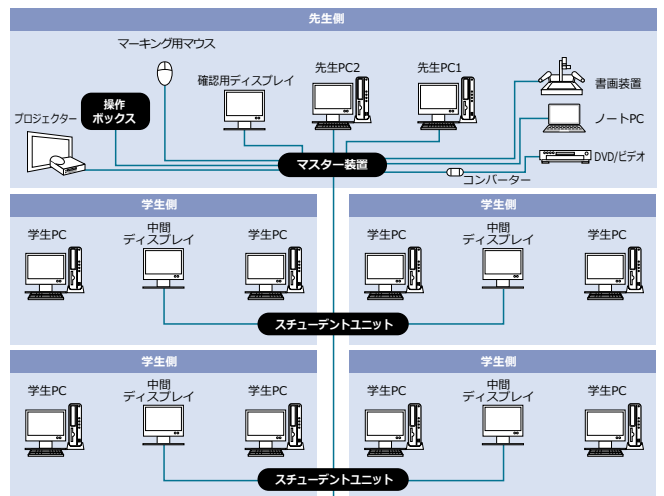 先生側
マーキング用マウス
確認用ディスプレイ
先生PC2
先生PC1
書画装置
操作
ボックス
プロジェクター
ノートPC
マスター装置
DVD/ビデオ
コンバーター
学生側
学生PC
中間
ディスプレイ
学生PC
学生側
学生PC
中間
ディスプレイ
学生PC
スチューデントユニット
学生側
学生PC
中間
ディスプレイ
学生PC
学生側
学生PC
中間
ディスプレイ
学生PC
スチューデントユニット